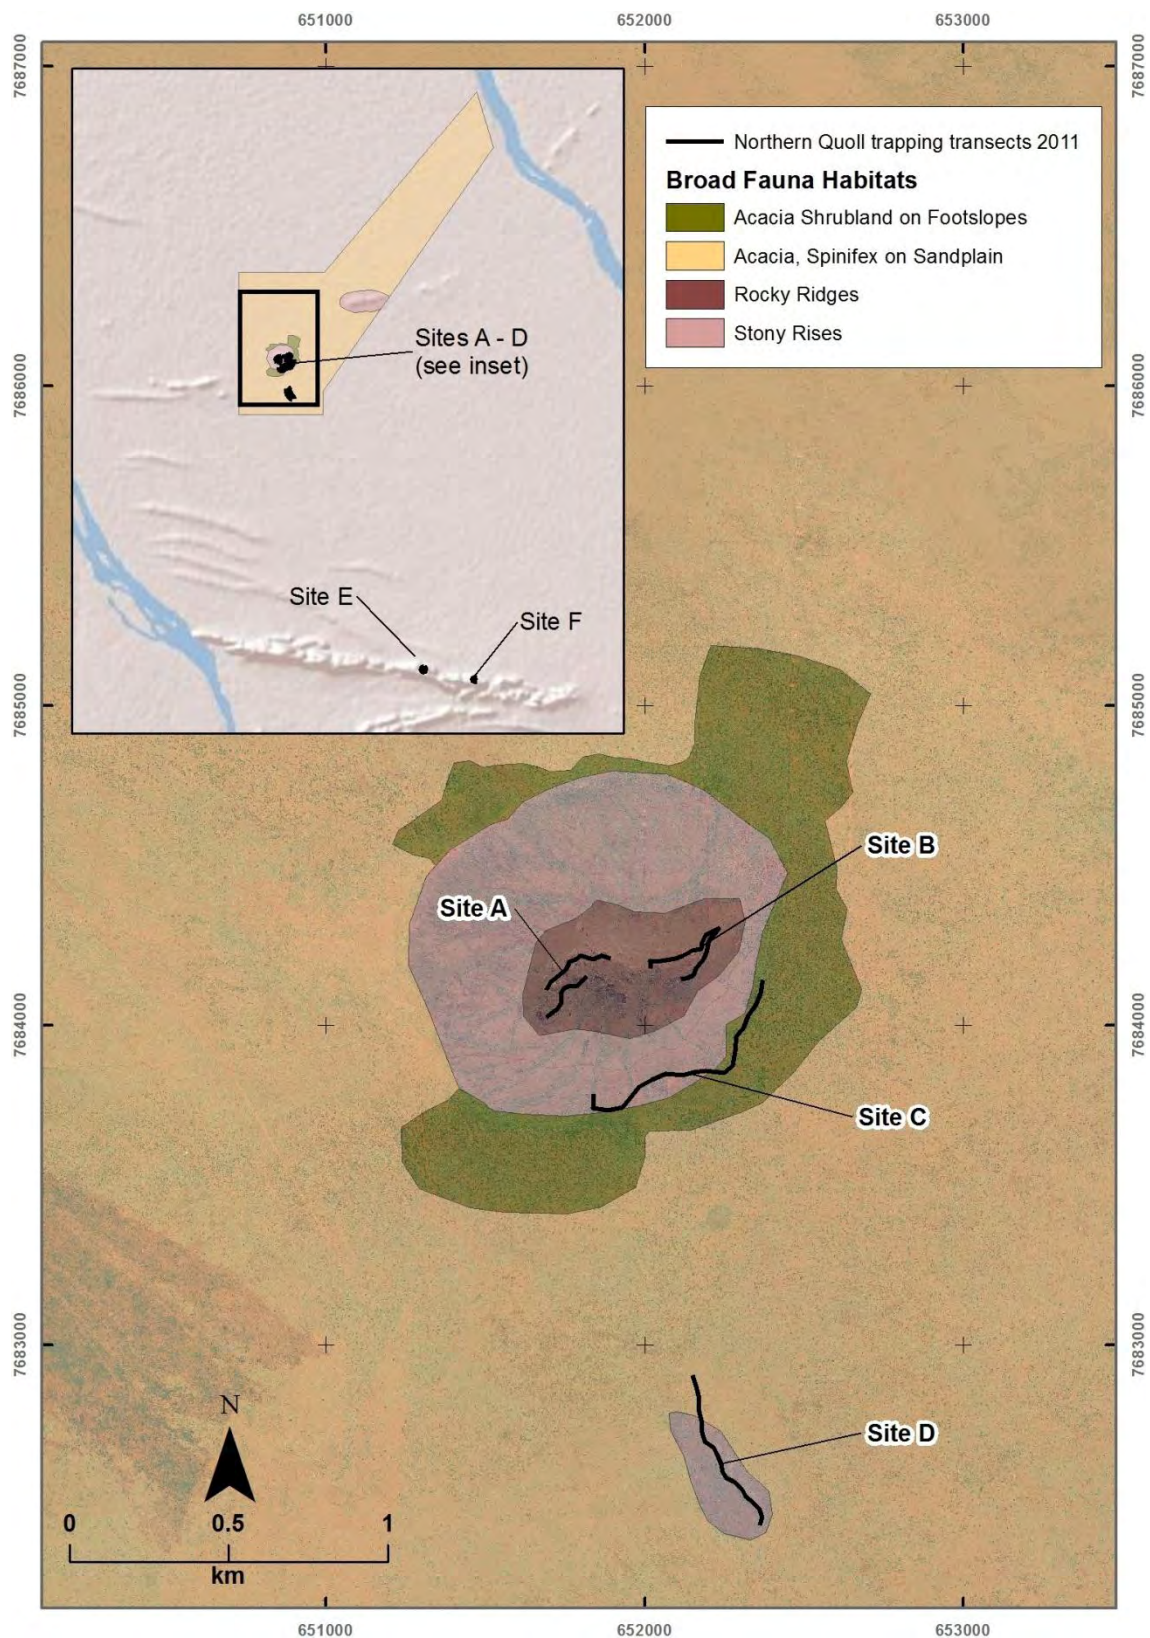 651000
652000
653000
7687000
7687000
Northern Quoll trapping transects 2011
Broad Fauna Habitats
Acacia Shrubland on Footslopes
Acacia, Spinifex on Sandplain
Rocky Ridges
Stony Rises
Sites A - D
(see inset)
7686000
7686000
Site E
Site F
7685000
7685000
Site B
Site A
7684000
7684000
Site C
7683000
7683000
N
Site D
0
0.5
1
km
651000
652000
653000